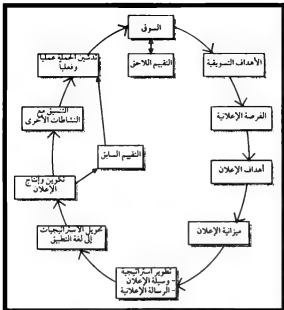 السوق
الأهداف التسويقية
الفرصة الإعلانية
أهداف الإعلان
ميزانية الإعلان
تطوير استراتيجية
– وسيلة الإعلان
– الرسالة الإعلانية
تحويل الاستراتيجيات
إلى لغة التطبيق
تكوين وإنتاج
الإعلان
التقييم السابق
التنسيق مع
النشاطات الأخرى
تدشين الحملة عملياً
وفعلياً
التقييم اللاحق